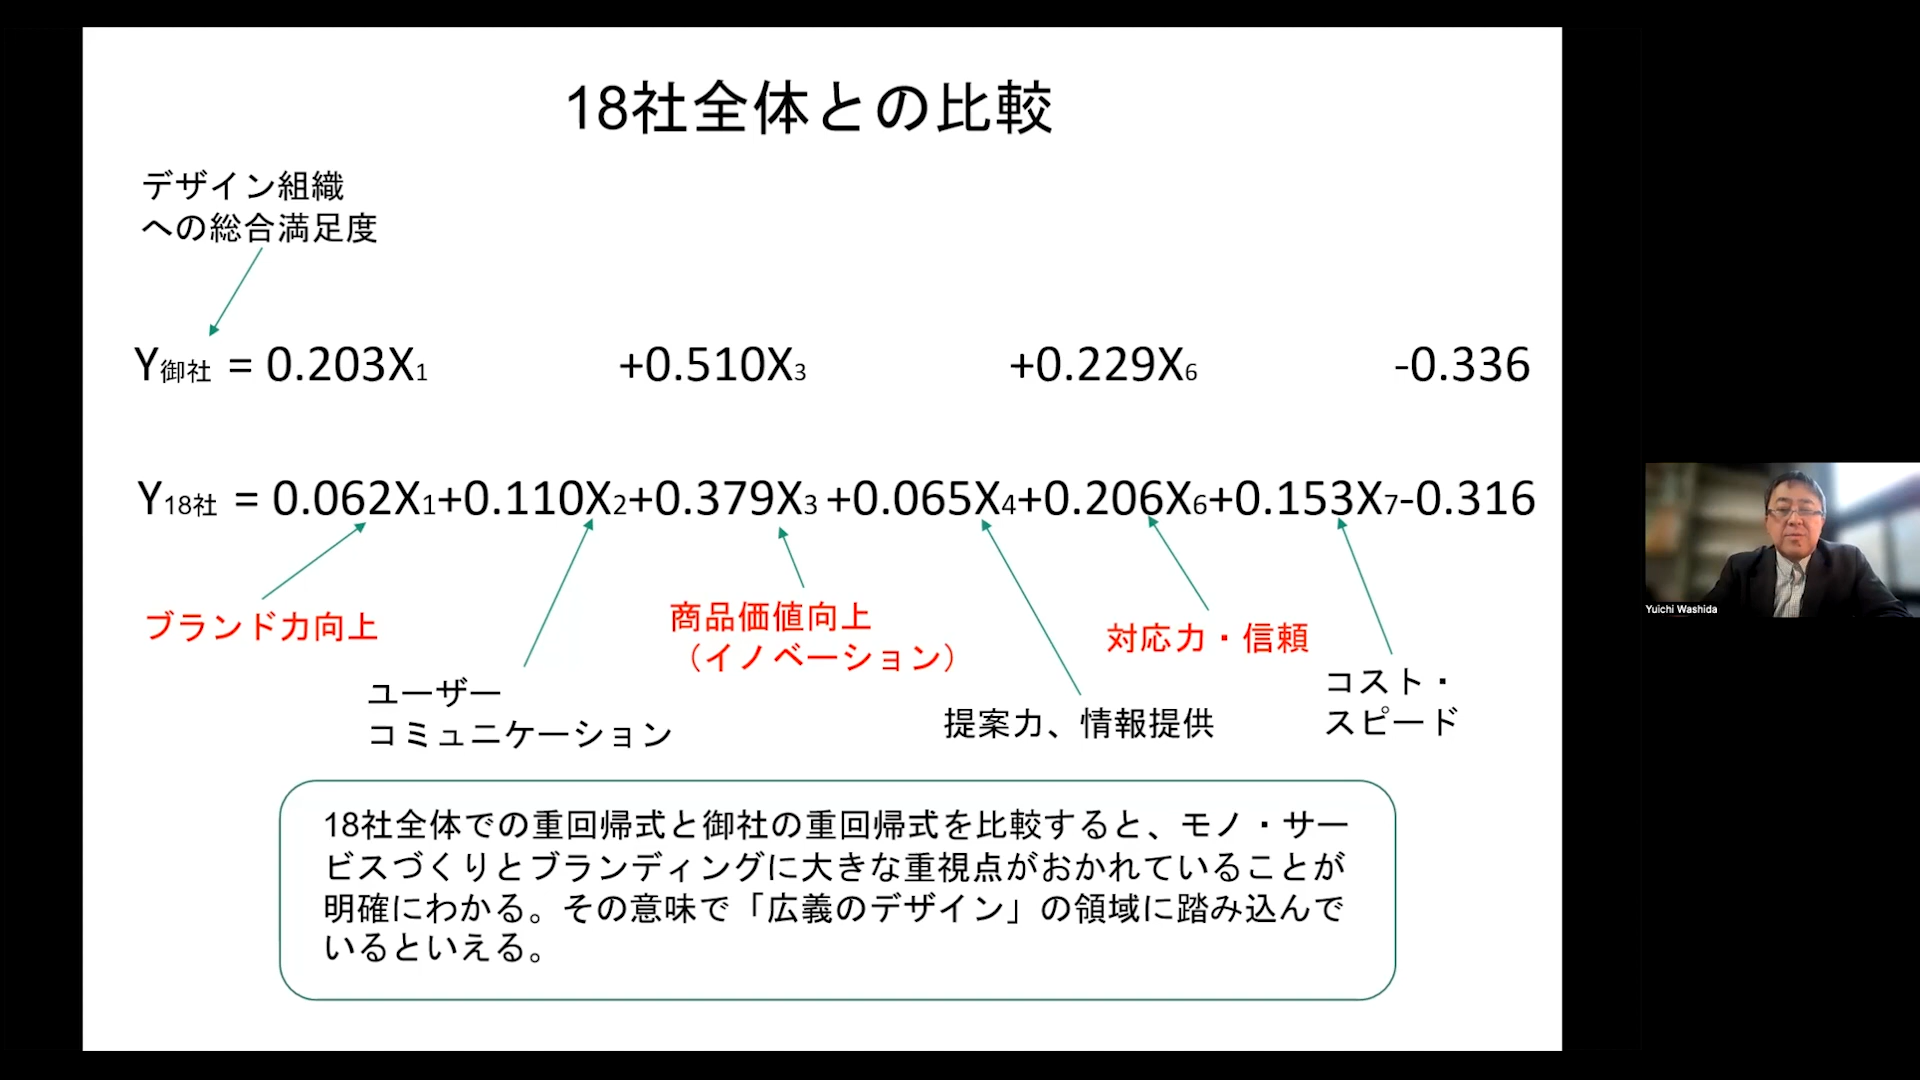 18社全体との比較
デザイン組織
への総合満足度
Y御社 = 0.203X1 +0.510X3 +0.229X6 -0.336
Y18社 = 0.062X1+0.110X2+0.379X3+0.065X4+0.206X6+0.153X7-0.316
ブランド力向上
ユーザー
コミュニケーション
商品価値向上
（イノベーション）
提案力、情報提供
対応力・信頼
コスト・
スピード
18社全体での重回帰式と御社の重回帰式を比較すると、モノ・サー
ビスづくりとブランディングに大きな重視点がおかれていることが
明確にわかる。その意味で「広義のデザイン」の領域に踏み込んで
いるといえる。
Yuichi Washida